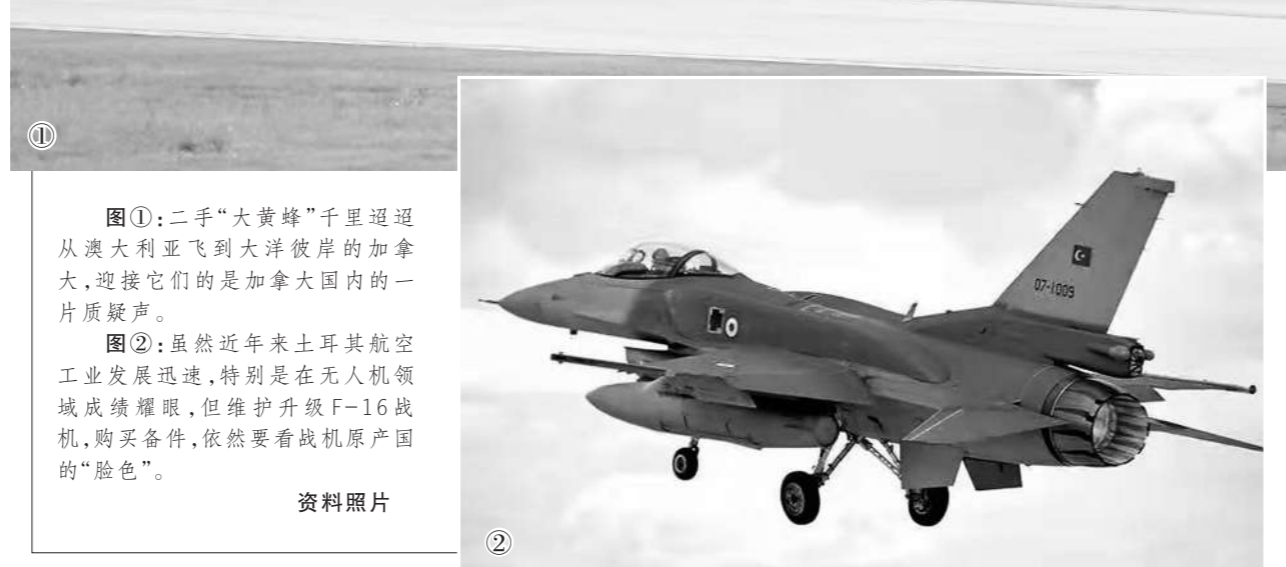 ①
图①:二手“大黄蜂”千里迢迢
从澳大利亚飞到大洋彼岸的加拿
大,迎接它们的是加拿大国内的一
片质疑声。
图②:虽然近年来土耳其航空
工业发展迅速,特别是在无人机领
域成绩耀眼,但维护升级F-16战
机,购买备件,依然要看战机原产国
的“脸色”。
资料照片
07-1009
②